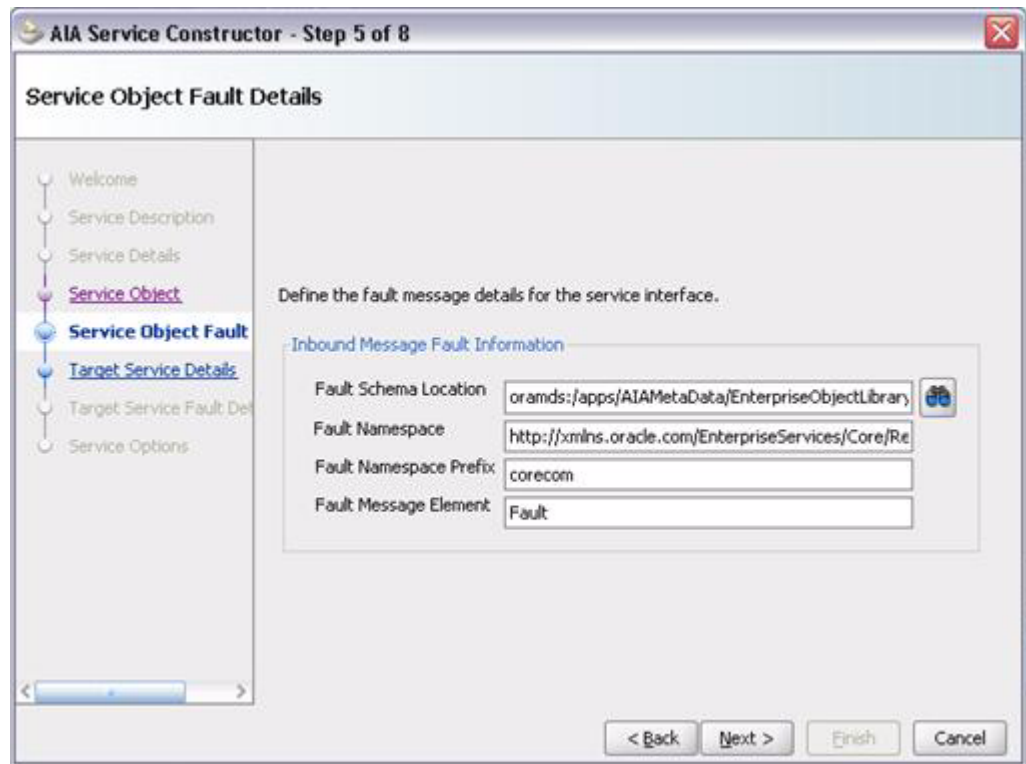 AIA Service Constructor - Step 5 of 8
Service Object Fault Details
Welcome
Service Description
Service Details
Service Object
Service Object Fault
Target Service Details
Target Service Fault Det
Service Options
Define the fault message details for the service interface.
Inbound Message Fault Information
Fault Schema Location oramds:/apps/AIAMetaData/EnterpriseObjectLibrary
Fault Namespace http://xmlns.oracle.com/EnterpriseServices/Core/Re
Fault Namespace Prefix corecom
Fault Message Element Fault
< Back Next > Finish Cancel